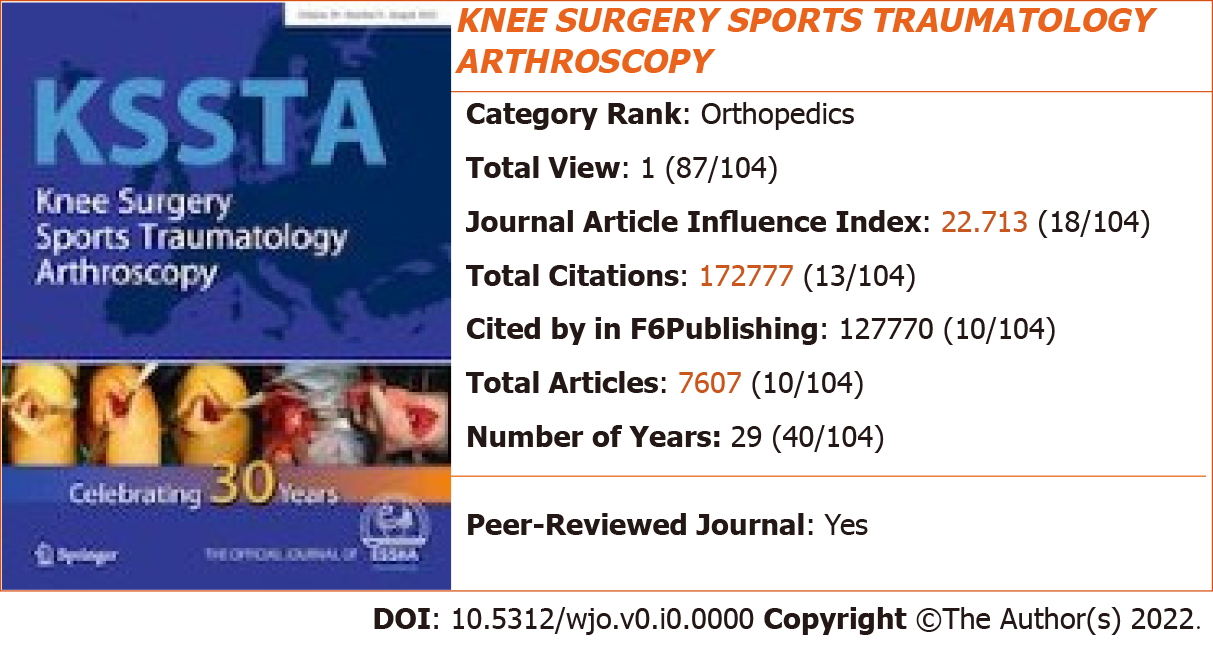 KSSTA
Knee Surgery
Sports Traumatology
Arthroscopy
Celebrating 30 Years
Springer
THE OFFICIAL JOURNAL OF
KNEE SURGERY SPORTS TRAUMATOLOGY
ARTHROSCOPY
Category Rank: Orthopedics
Total View: 1 (87/104)
Journal Article Influence Index: 22.713 (18/104)
Total Citations: 172777 (13/104)
Cited by in F6Publishing: 127770 (10/104)
Total Articles: 7607 (10/104)
Number of Years: 29 (40/104)
Peer-Reviewed Journal: Yes
DOI: 10.5312/wjo.v0.i0.0000 Copyright ©The Author(s) 2022.